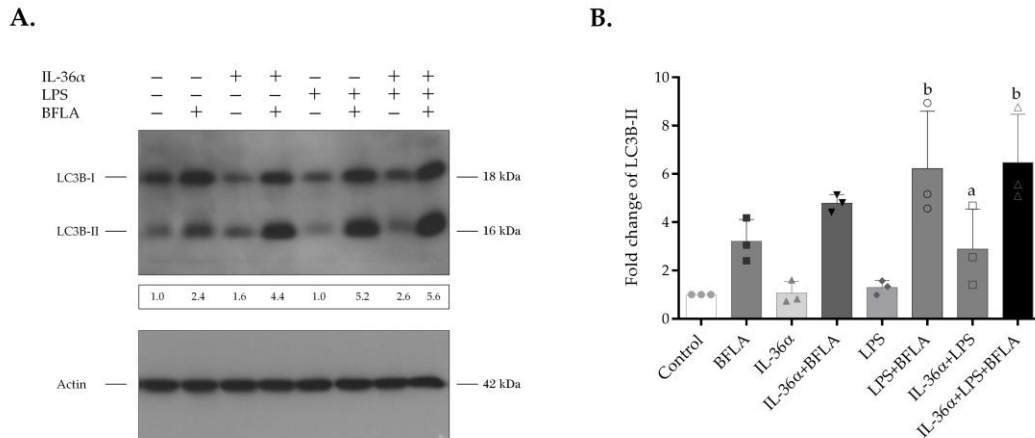 A.
IL-36α − − + + − − + +
LPS − − − − + + + +
BFLA − + − + − + − +
LC3B-I 18 kDa
LC3B-II 16 kDa
1.0 2.4 1.6 4.4 1.0 5.2 2.6 5.6
Actin 42 kDa
B.
Fold change of LC3B-II
10
8
6
4
2
0
b
a
b
Control
BFLA
IL-36α
IL-36α+BFLA
LPS
LPS+BFLA
IL-36α+LPS
IL-36α+LPS+BFLA